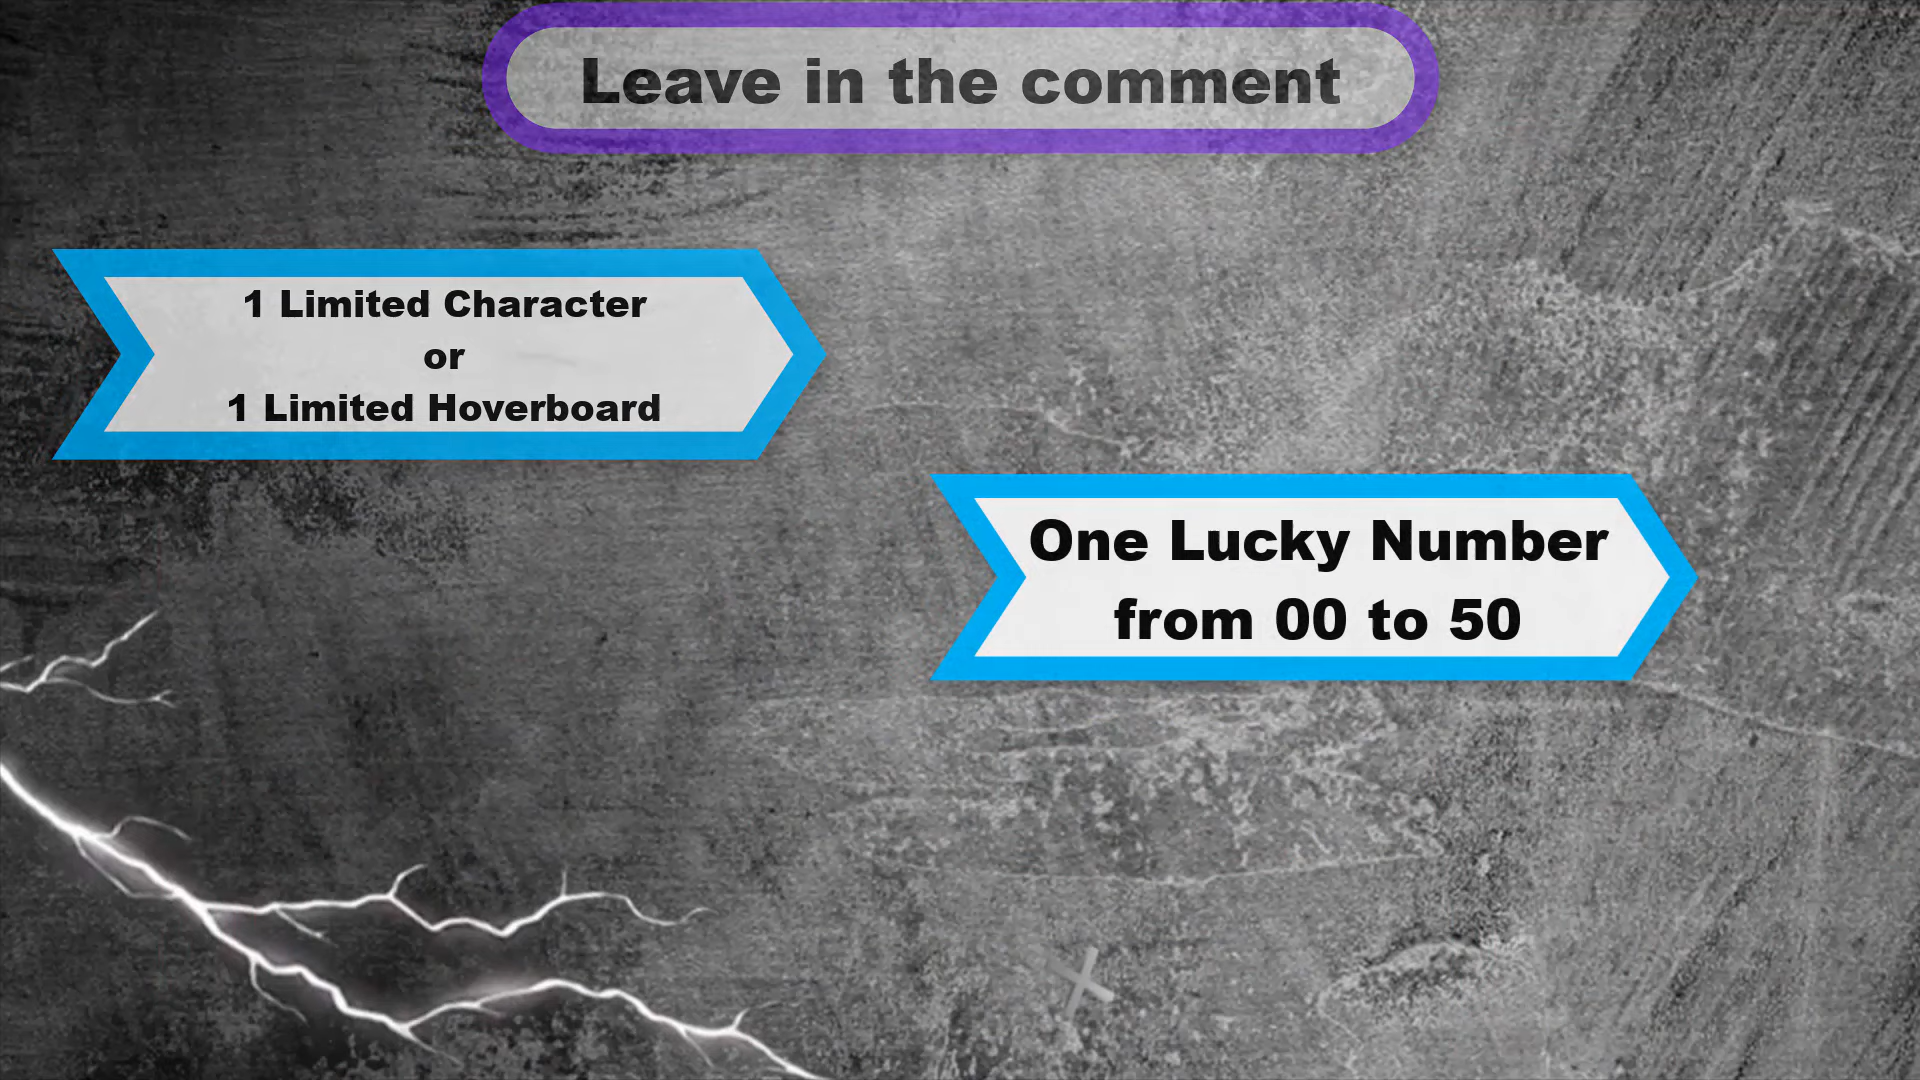 Leave in the comment
1 Limited Character
or
1 Limited Hoverboard
One Lucky Number
from 00 to 50